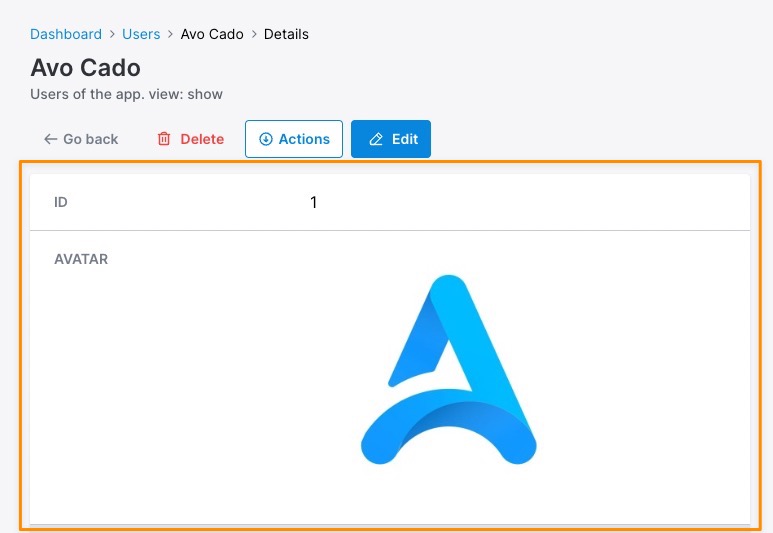 Dashboard > Users > Avo Cado > Details
Avo Cado
Users of the app. view: show
Go back Delete Actions Edit
ID 1
AVATAR